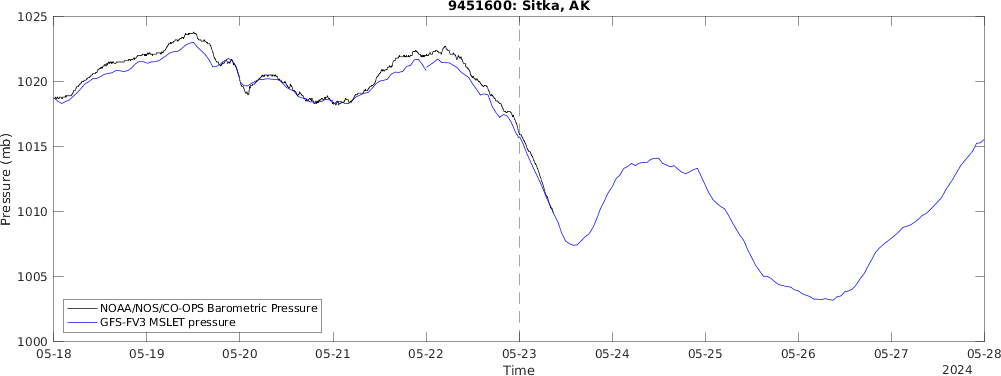 9451600: Sitka, AK
Pressure (mb)
1025
1020
1015
1010
1005
1000
NOAA/NOS/CO-OPS Barometric Pressure
GFS-FV3 MSLET pressure
05-18 05-19 05-20 05-21 05-22 05-23 05-24 05-25 05-26 05-27 05-28
Time
2024